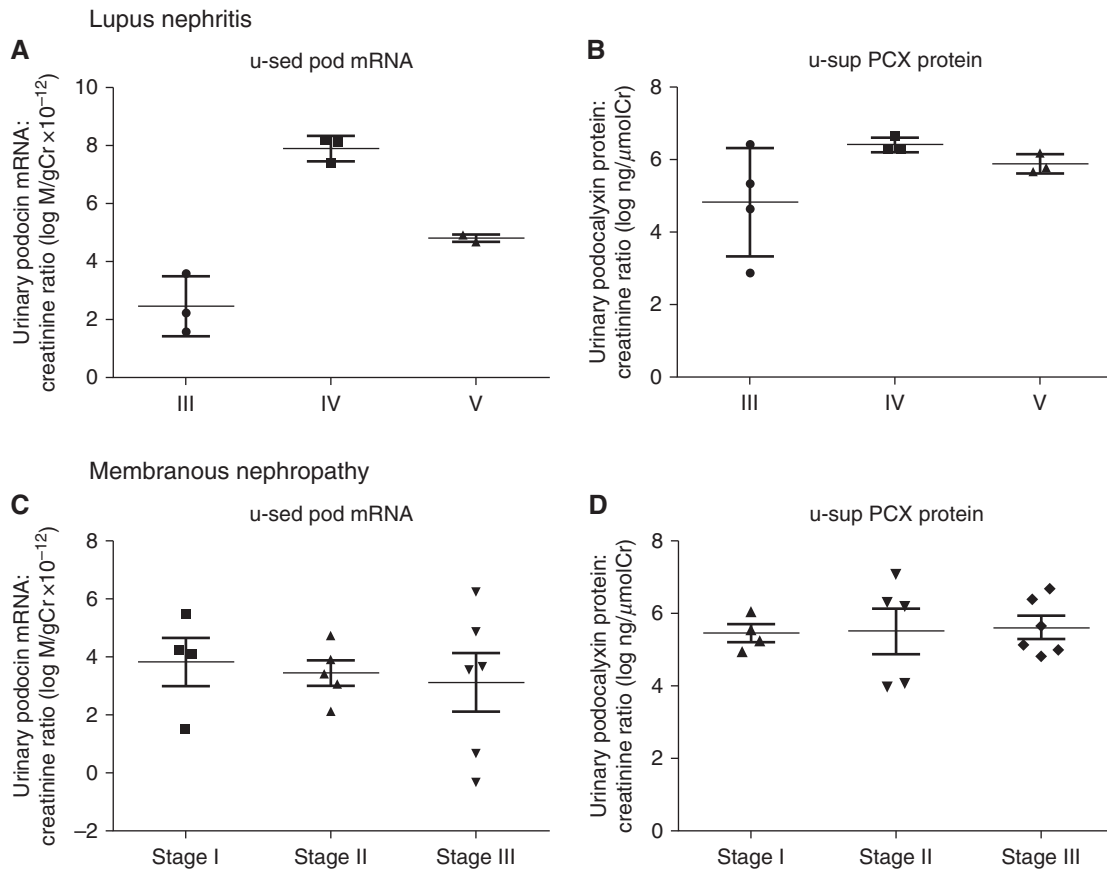 Lupus nephritis
A
u-sed pod mRNA
Urinary podocin mRNA:
creatinine ratio (log M/gCr ×10⁻¹²)
10
8
6
4
2
0
III IV V
B
u-sup PCX protein
Urinary podocalyxin protein:
creatinine ratio (log ng/μmolCr)
8
6
4
2
0
III IV V
Membranous nephropathy
C
u-sed pod mRNA
Urinary podocin mRNA:
creatinine ratio (log M/gCr ×10⁻¹²)
8
6
4
2
0
−2
Stage I Stage II Stage III
D
u-sup PCX protein
Urinary podocalyxin protein:
creatinine ratio (log ng/μmolCr)
8
6
4
2
0
Stage I Stage II Stage III